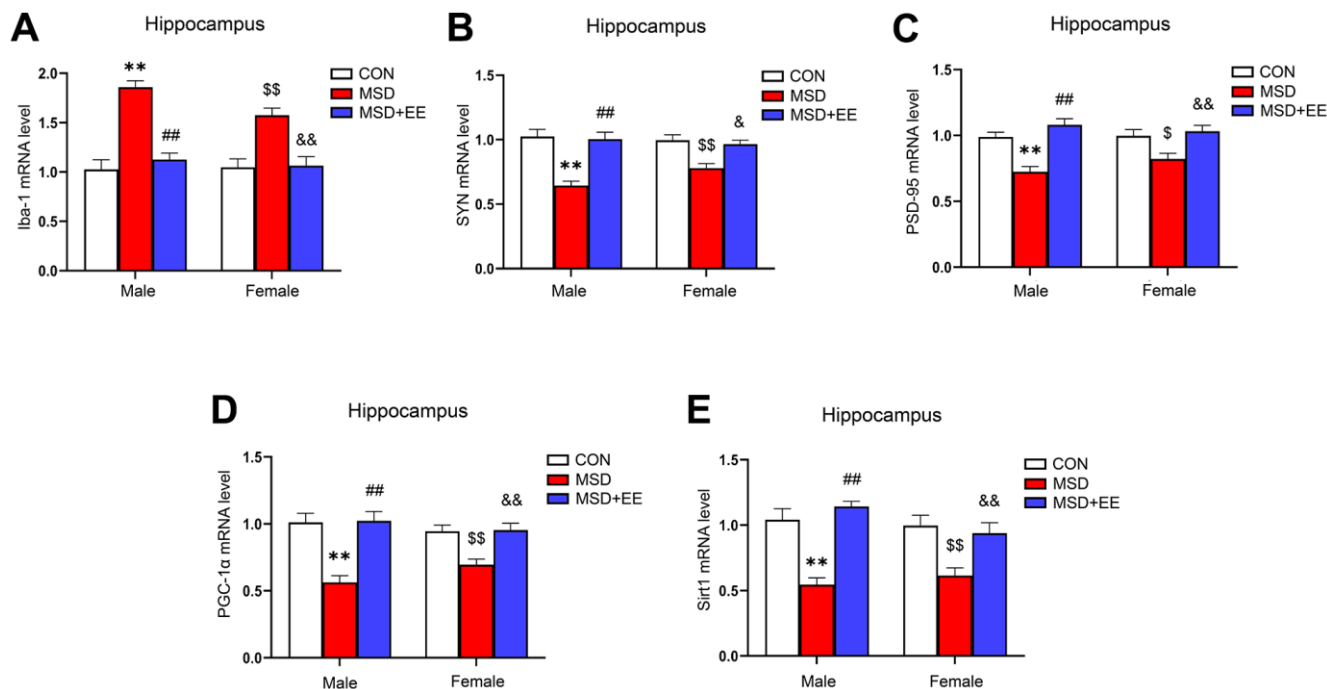 A
Hippocampus
Iba-1 mRNA level
2.0
1.5
1.0
0.5
0.0
**
##
$$
&&
Male
Female
CON
MSD
MSD+EE
B
Hippocampus
SYN mRNA level
1.5
1.0
0.5
0.0
**
##
$$
&
Male
Female
CON
MSD
MSD+EE
C
Hippocampus
PSD-95 mRNA level
1.5
1.0
0.5
0.0
**
##
$
&&
Male
Female
CON
MSD
MSD+EE
D
Hippocampus
PGC-1α mRNA level
1.5
1.0
0.5
0.0
**
##
$$
&&
Male
Female
CON
MSD
MSD+EE
E
Hippocampus
Sirt1 mRNA level
1.5
1.0
0.5
0.0
**
##
$$
&&
Male
Female
CON
MSD
MSD+EE